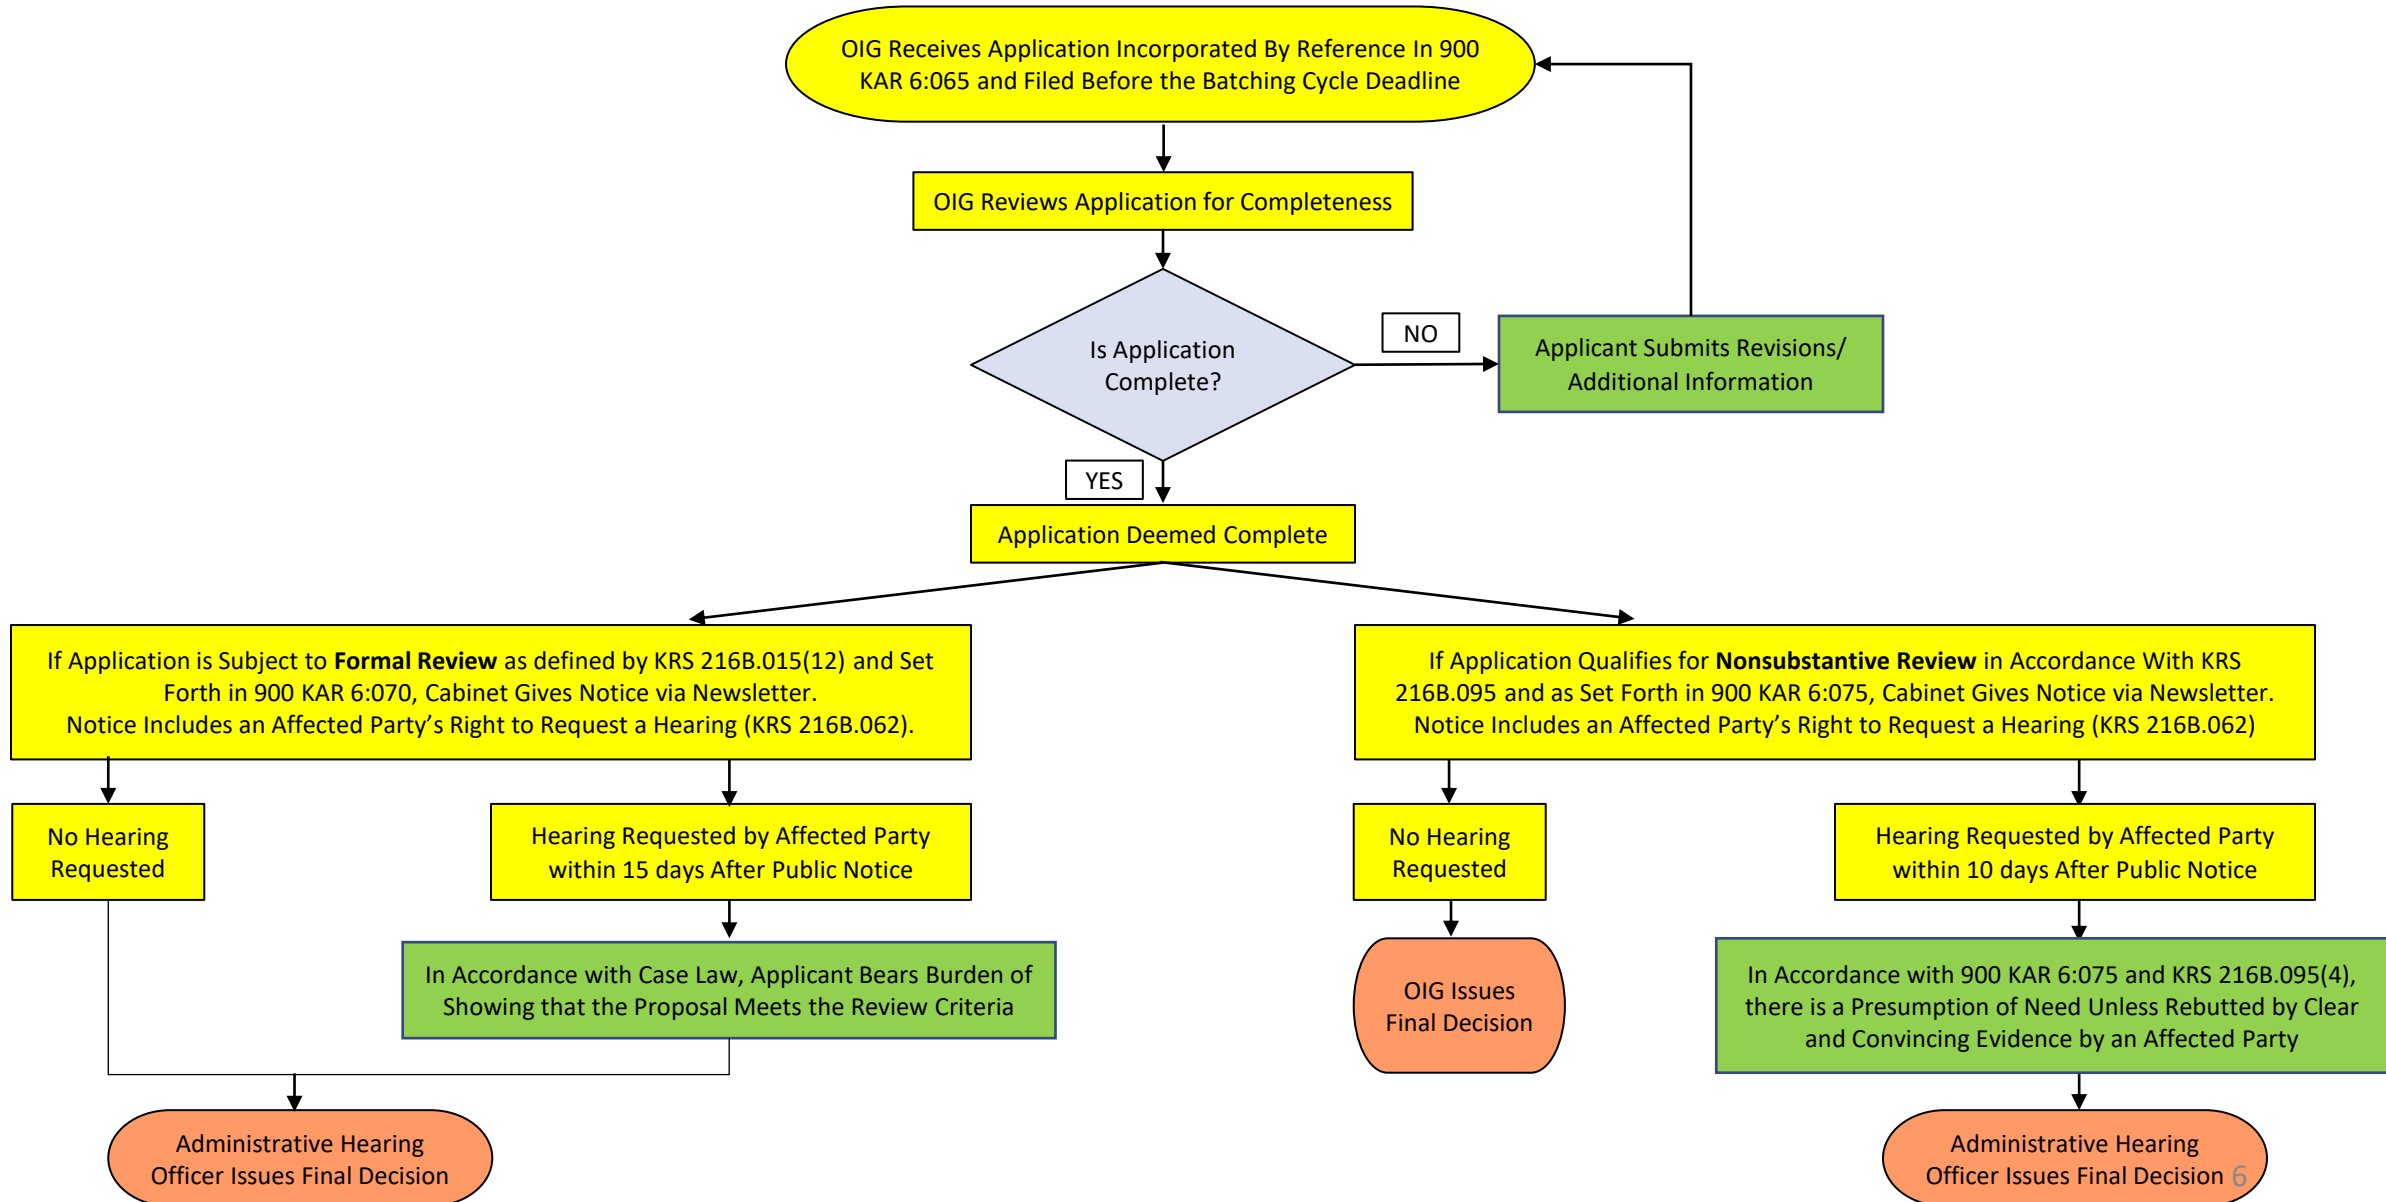 OIG Receives Application Incorporated By Reference In 900
KAR 6:065 and Filed Before the Batching Cycle Deadline
OIG Reviews Application for Completeness
Is Application
Complete?
NO
Applicant Submits Revisions/
Additional Information
YES
Application Deemed Complete
If Application is Subject to Formal Review as defined by KRS 216B.015(12) and Set
Forth in 900 KAR 6:070, Cabinet Gives Notice via Newsletter.
Notice Includes an Affected Party’s Right to Request a Hearing (KRS 216B.062).
If Application Qualifies for Nonsubstantive Review in Accordance With KRS
216B.095 and as Set Forth in 900 KAR 6:075, Cabinet Gives Notice via Newsletter.
Notice Includes an Affected Party’s Right to Request a Hearing (KRS 216B.062)
No Hearing
Requested
Hearing Requested by Affected Party
within 15 days After Public Notice
No Hearing
Requested
Hearing Requested by Affected Party
within 10 days After Public Notice
In Accordance with Case Law, Applicant Bears Burden of
Showing that the Proposal Meets the Review Criteria
OIG Issues
Final Decision
In Accordance with 900 KAR 6:075 and KRS 216B.095(4),
there is a Presumption of Need Unless Rebutted by Clear
and Convincing Evidence by an Affected Party
Administrative Hearing
Officer Issues Final Decision
Administrative Hearing
Officer Issues Final Decision
6